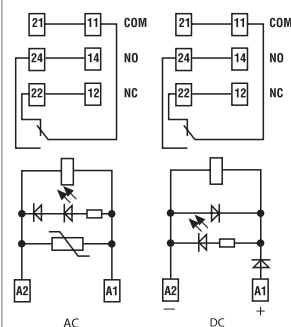 21 11 COM 21 11 COM
24 14 NO 24 14 NO
22 12 NC 22 12 NC
A2 A1 A2 A1
− +
AC DC